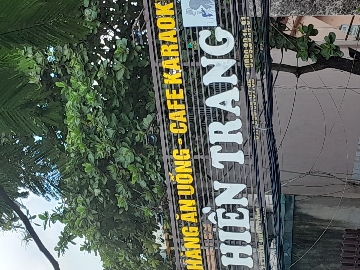 HÀNG ĂN UỐNG - CAFE KARAOK
HIỀN TRANG